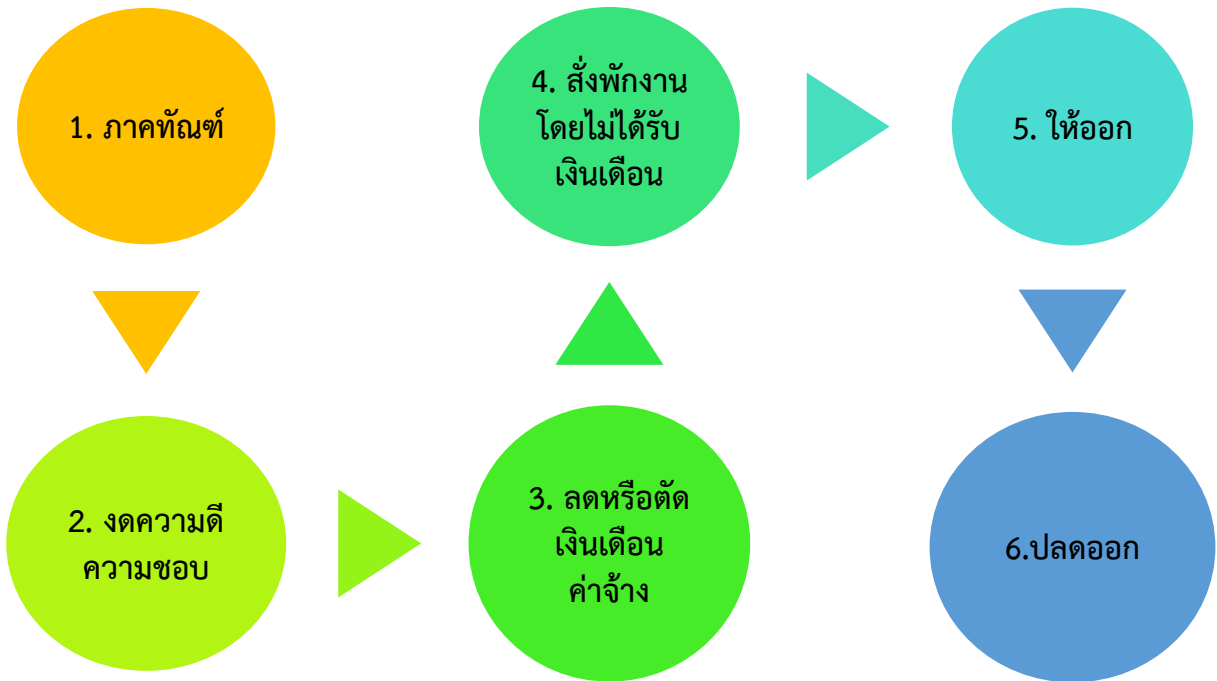 1. ภาคทัณฑ์
2. งดความดี
ความชอบ
3. ลดหรือตัด
เงินเดือน
ค่าจ้าง
4. สั่งพักงาน
โดยไม่ได้รับ
เงินเดือน
5. ให้ออก
6.ปลดออก